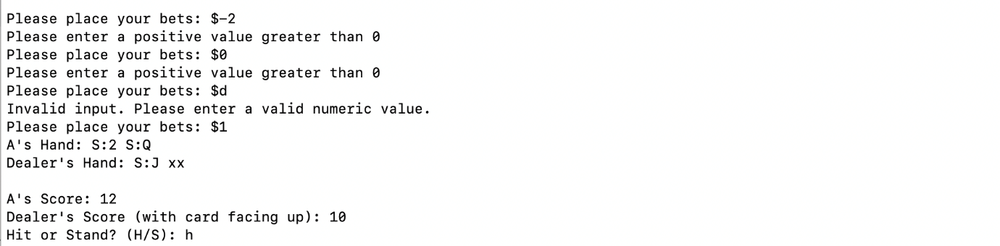 Please place your bets: $-2
Please enter a positive value greater than 0
Please place your bets: $0
Please enter a positive value greater than 0
Please place your bets: $d
Invalid input. Please enter a valid numeric value.
Please place your bets: $1
A's Hand: S:2 S:Q
Dealer's Hand: S:J xx
A's Score: 12
Dealer's Score (with card facing up): 10
Hit or Stand? (H/S): h